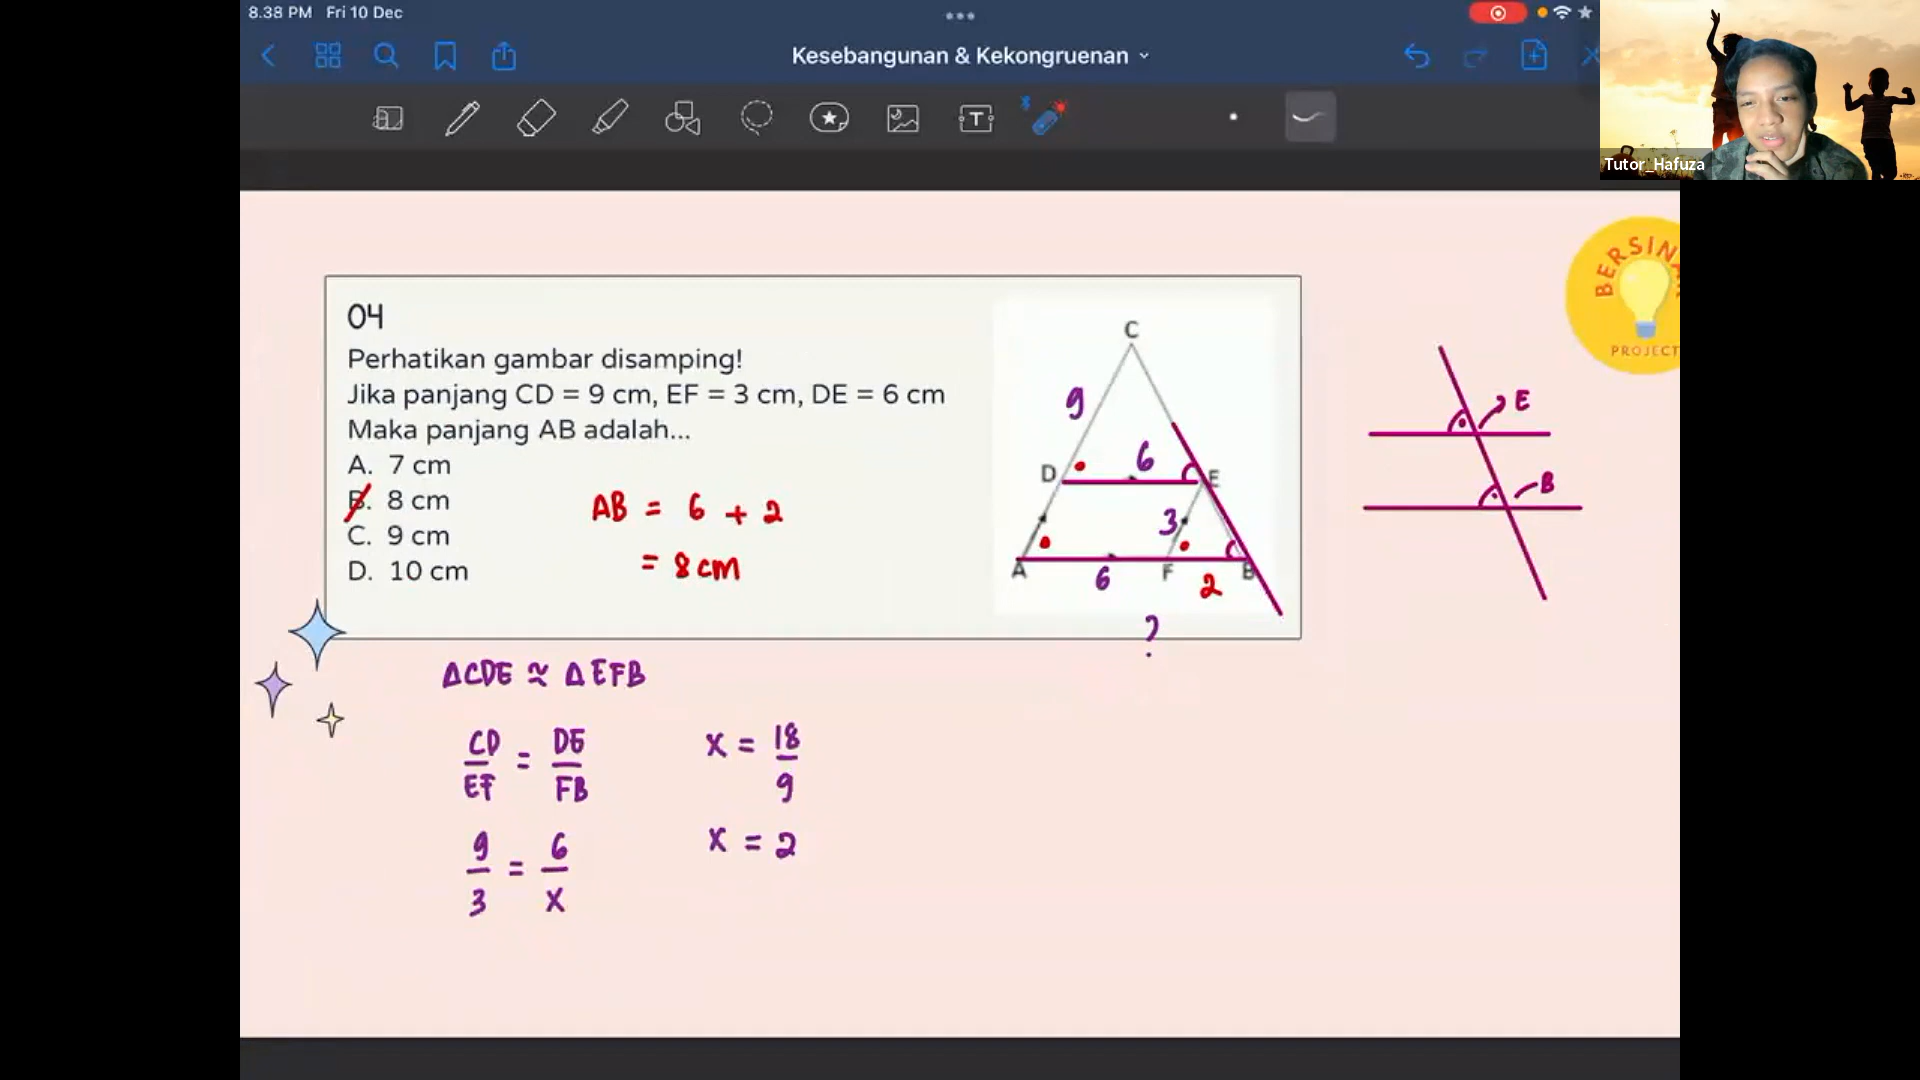 8.38 PM Fri 10 Dec
Kesebangunan & Kekongruenan
T
Tutor_Hafuza
BERSINAR
PROJECT
04
Perhatikan gambar disamping!
Jika panjang CD = 9 cm, EF = 3 cm, DE = 6 cm
Maka panjang AB adalah...
A. 7 cm
B. 8 cm
C. 9 cm
D. 10 cm
AB = 6 + 2
= 8 cm
C
9
D
6
E
3
A
6
F
2
B
?
E
B
ΔCDE ≈ ΔEFB
CD/EF = DE/FB
9/3 = 6/x
x = 18/9
x = 2